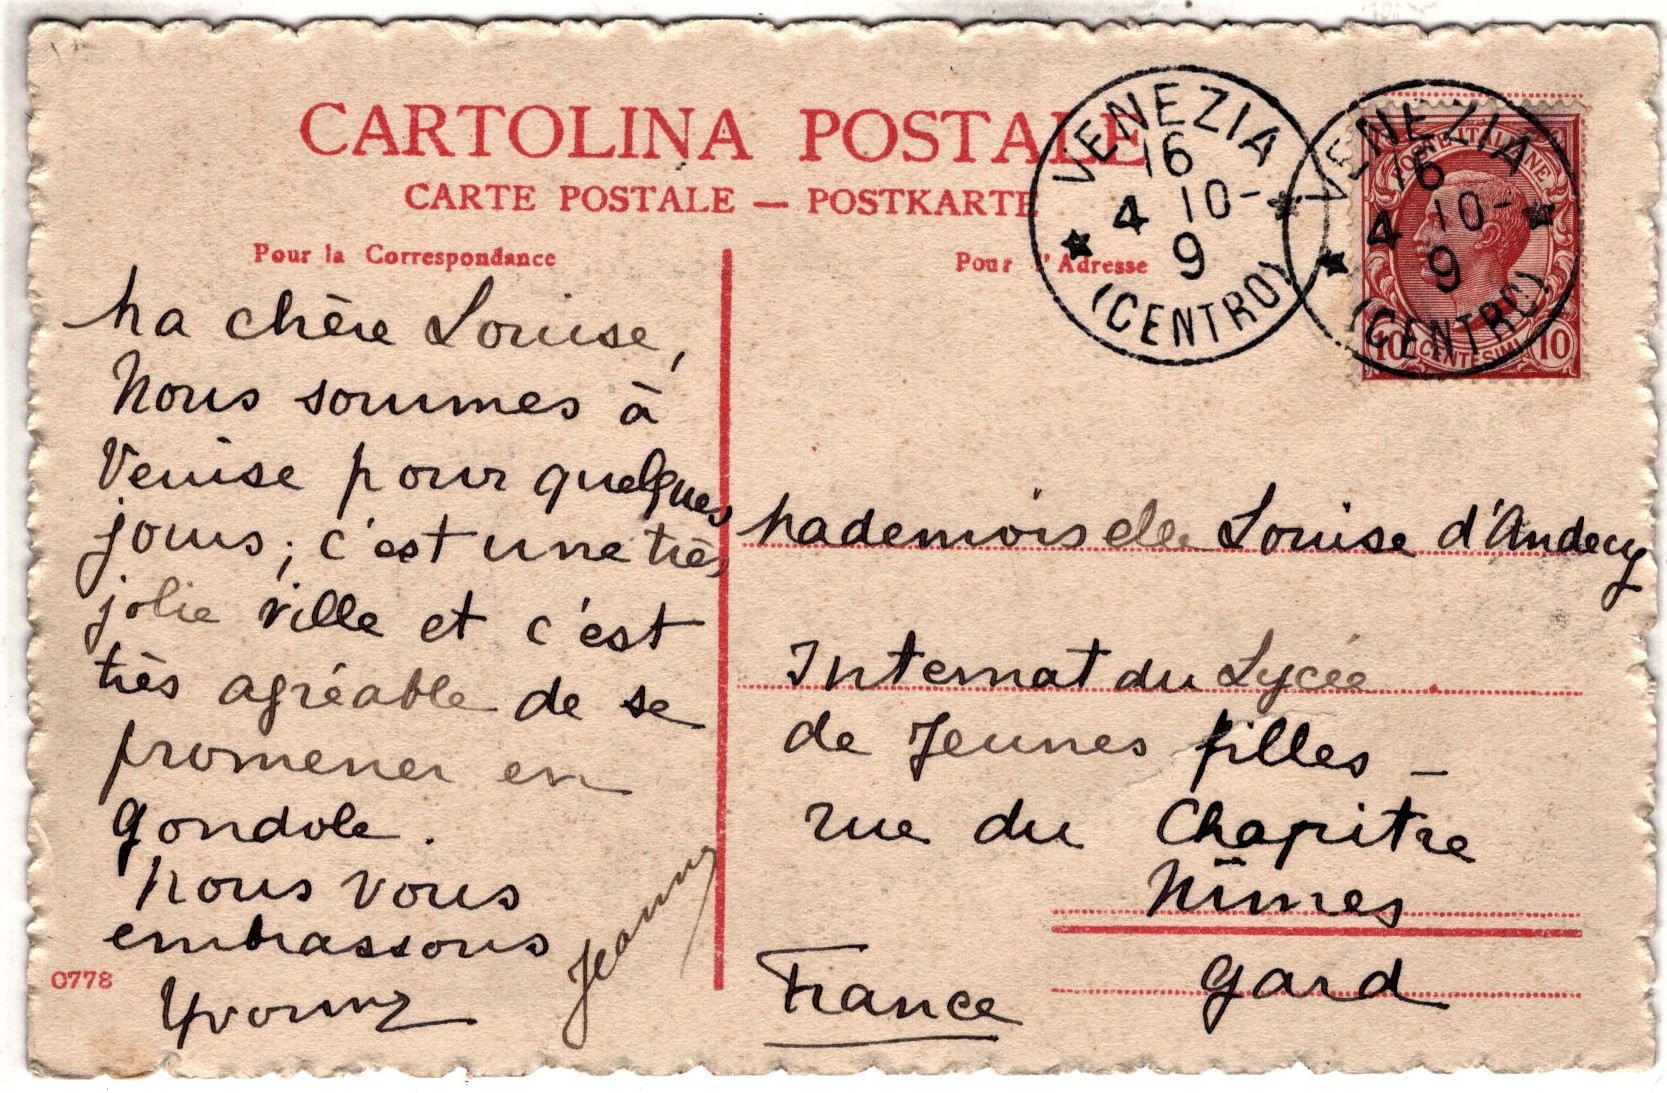 CARTOLINA POSTALE
CARTE POSTALE — POSTKARTE
Pour la Correspondance
Pour l'Adresse
VENEZIA
16
4 10-
9
(CENTRO)
VENEZIA
16
4 10-
9
(CENTRO)
POSTE ITALIANE
10 CENTESIMI 10
Ma chère Louise,
Nous sommes à
Venise pour quelques
jours; c'est une très
jolie ville et c'est
très agréable de se
promener en
gondole.
Nous vous
embrassons
Yvonne
Jeanne
0778
Mademoiselle Louise d'Andecy
Internat du Lycée
de Jeunes filles -
rue du Chapitre
Nîmes
Gard
France